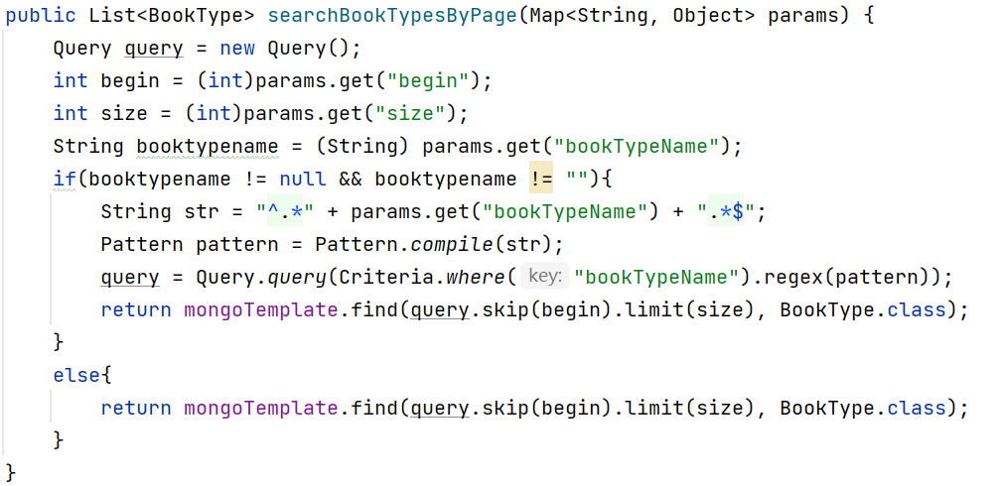 public List<BookType> searchBookTypesByPage(Map<String, Object> params) {
    Query query = new Query();
    int begin = (int)params.get("begin");
    int size = (int)params.get("size");
    String booktypename = (String) params.get("bookTypeName");
    if(booktypename != null && booktypename != ""){
        String str = "^.*" + params.get("bookTypeName") + ".*$";
        Pattern pattern = Pattern.compile(str);
        query = Query.query(Criteria.where( key: "bookTypeName").regex(pattern));
        return mongoTemplate.find(query.skip(begin).limit(size), BookType.class);
    }
    else{
        return mongoTemplate.find(query.skip(begin).limit(size), BookType.class);
    }
}